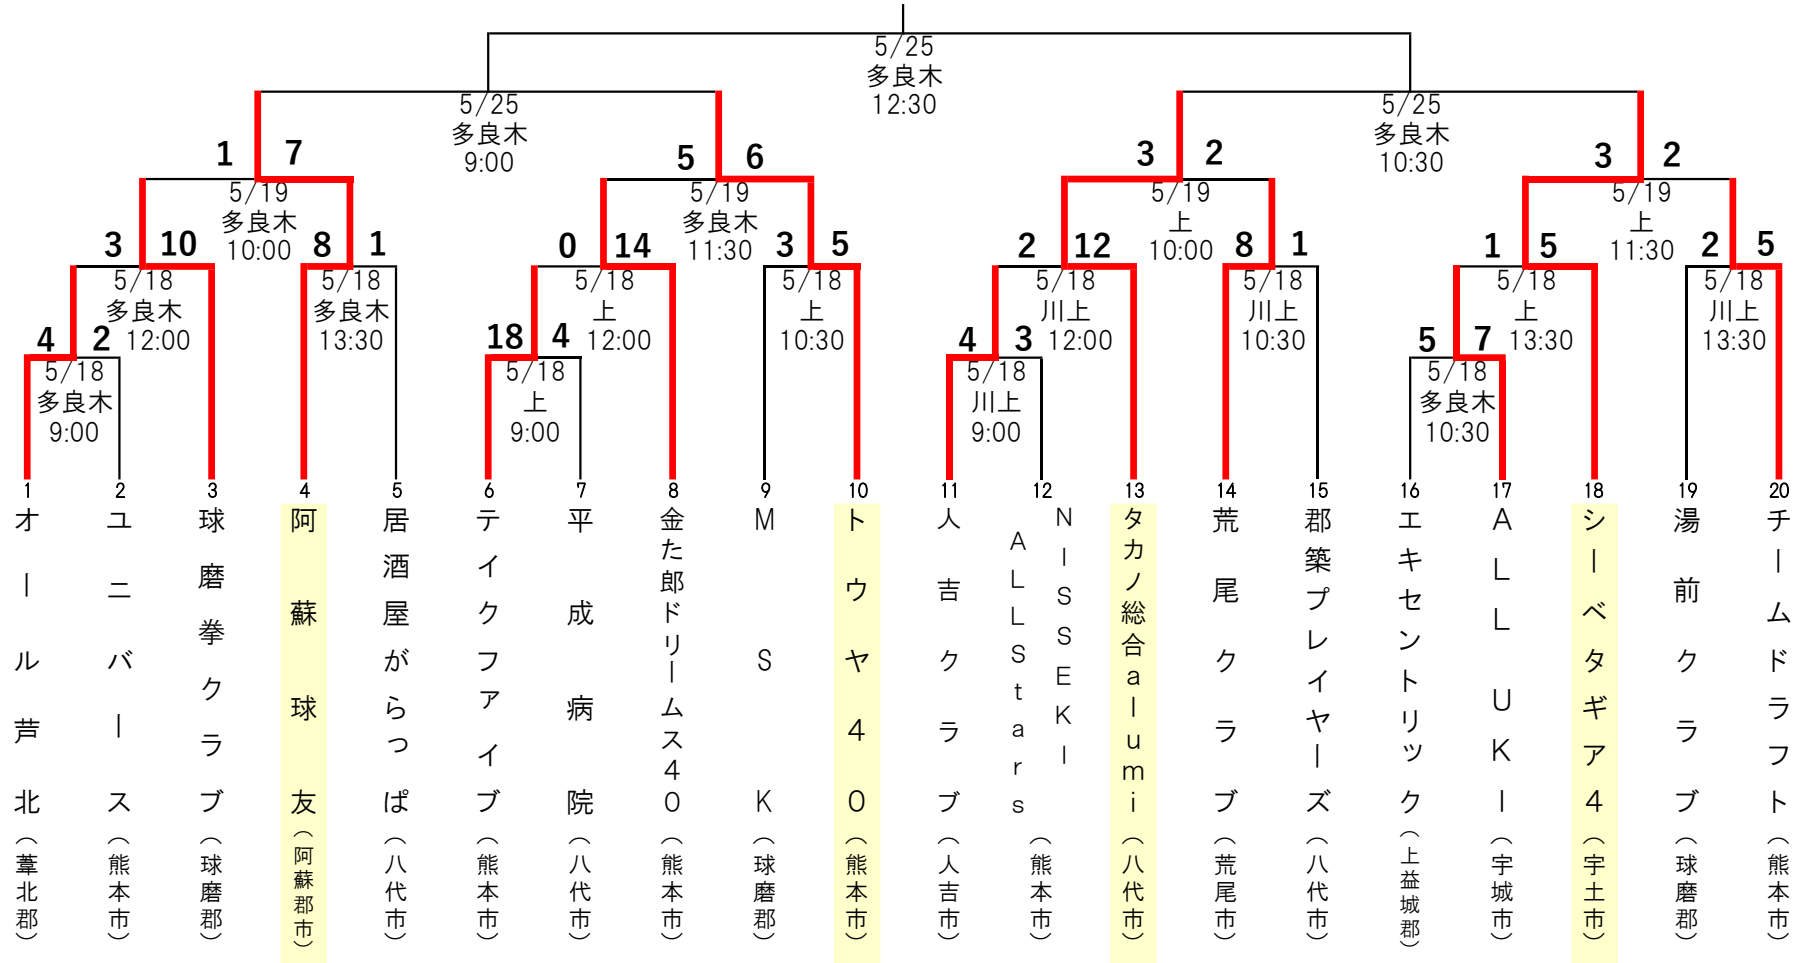 5/25
多良木
12:30
5/25
多良木
9:00
5/25
多良木
10:30
1 7
5/19
多良木
10:00
5 6
5/19
多良木
11:30
3 2
5/19
上
10:00
3 2
5/19
上
11:30
3 10
5/18
多良木
12:00
8 1
5/18
多良木
13:30
0 14
5/18
上
12:00
3 5
5/18
上
10:30
2 12
5/18
川上
12:00
8 1
5/18
川上
10:30
1 5
5/18
上
13:30
2 5
5/18
川上
13:30
4 2
5/18
多良木
9:00
18 4
5/18
上
9:00
4 3
5/18
川上
9:00
5 7
5/18
多良木
10:30
1
オール芦北(葦北郡)
2
ユニバース(熊本市)
3
球磨拳クラブ(球磨郡)
4
阿蘇球友(阿蘇郡市)
5
居酒屋がらっぱ(八代市)
6
テイクファイブ(熊本市)
7
平成病院(八代市)
8
金た郎ドリームス40(熊本市)
9
MSK(球磨郡)
10
トウヤ40(熊本市)
11
人吉クラブ(人吉市)
12
NISSEKI
ALLStars
(熊本市)
13
タカノ総合alumi(八代市)
14
荒尾クラブ(荒尾市)
15
郡築プレイヤーズ(八代市)
16
エキセントリック(上益城郡)
17
ALL UKI(宇城市)
18
シーベタギア4(宇土市)
19
湯前クラブ(球磨郡)
20
チームドラフト(熊本市)